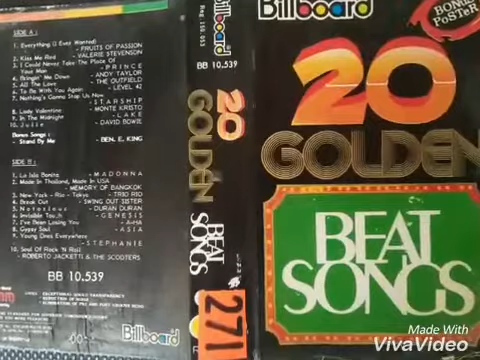 SIDE A :
1. Everything (I Ever Wanted)
- FRUITS OF PASSION
2. Kiss Me Red - VALERIE STEVENSON
3. I Could Never Take The Place Of
Your Man - PRINCE
4. Bringin' Me Down - ANDY TAYLOR
5. All The Love - THE OUTFIELD
6. To Be With You Again - LEVEL 42
7. Nothing's Gonna Stop Us Now
- STARSHIP
8. Lady Valentine - MONTE KRISTO
9. In The Midnight - LAKE
10. Julie - DAVID BOWIE
Bonus Songs :
- Stand By Me - BEN. E. KING
SIDE B :
1. La Isla Bonita - MADONNA
2. Made In Thailand, Made In USA
- MEMORY OF BANGKOK
3. New York - Rio - Tokyo - TRIO RIO
4. Break Out - SWING OUT SISTER
5. Notorious - DURAN DURAN
6. Invisible Touch - GENESIS
7. I've Been Losing You - A-HA
8. Gypsy Soul - ASIA
9. Young Ones Everywhere
- STEPHANIE
10. Soul Of Rock 'N Roll
- ROBERTO JACKETTI & THE SCOOTERS
BB 10.539
Billboard
Billboard
BB 10.539
20
GOLDEN
BEAT
SONGS
271
Billboard
BONUS
POSTER
20
GOLDEN
BEAT
SONGS
Made With
VivaVideo